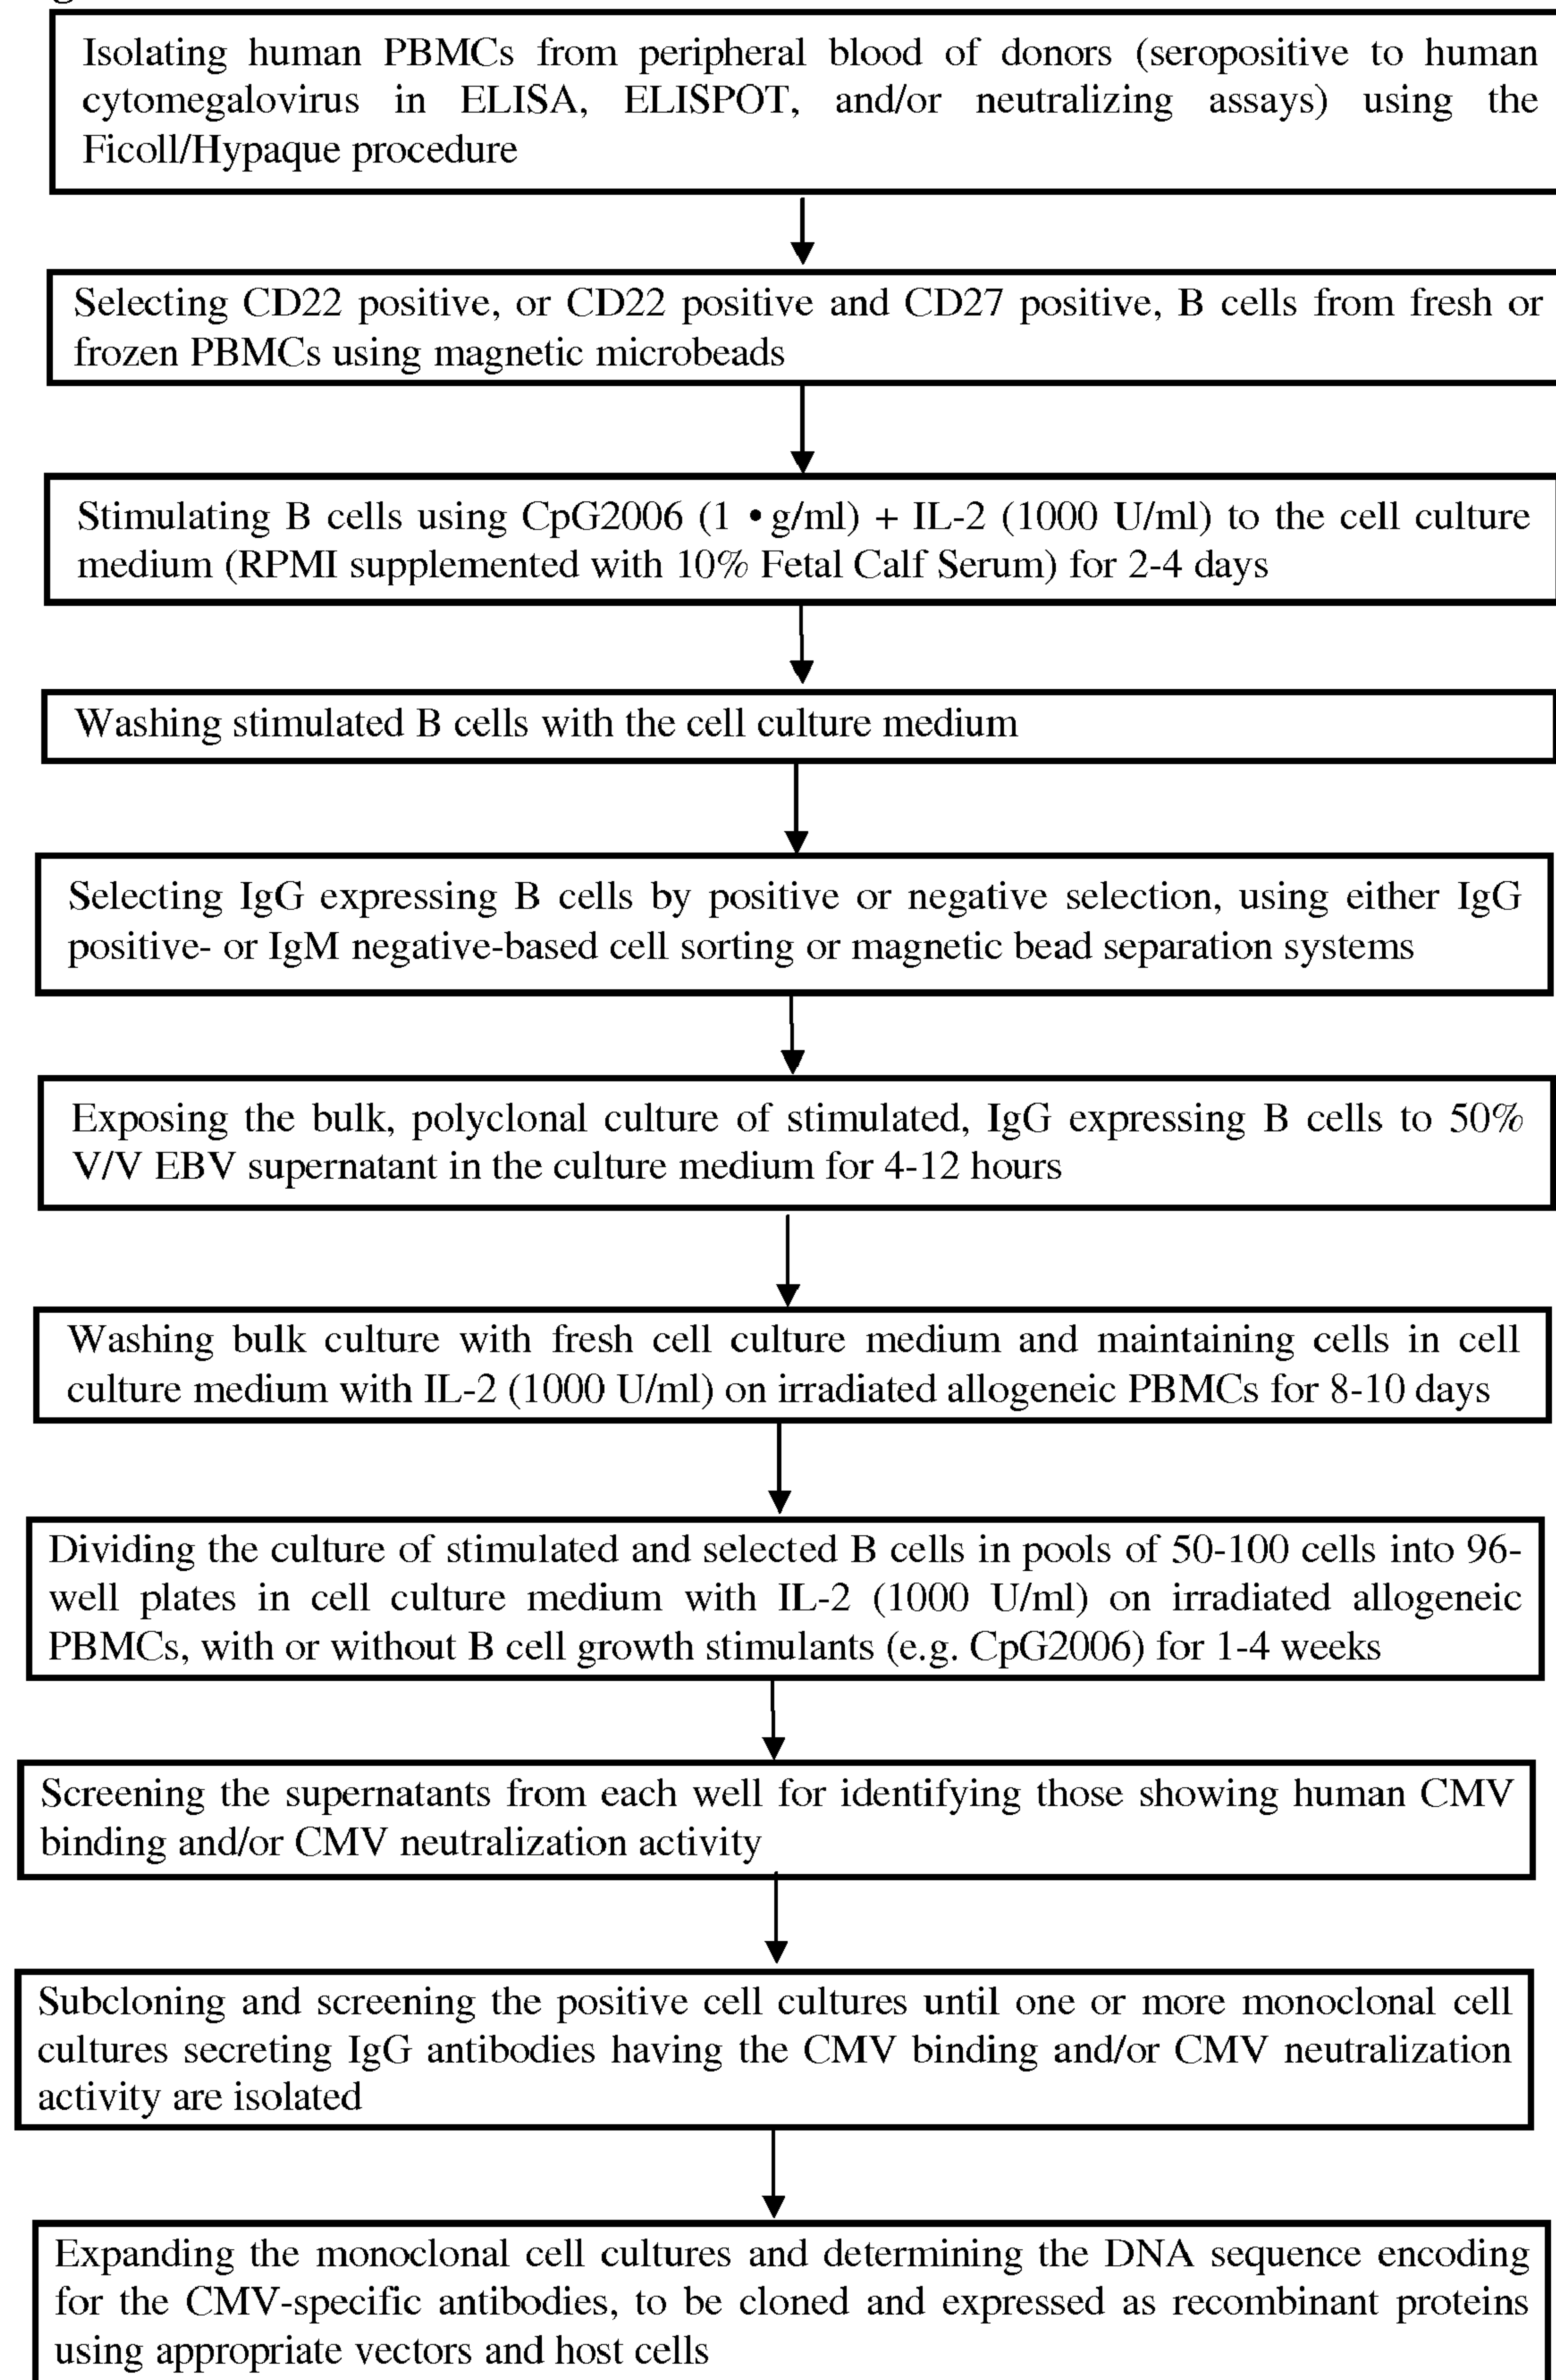 Isolating human PBMCs from peripheral blood of donors (seropositive to human
cytomegalovirus in ELISA, ELISPOT, and/or neutralizing assays) using the
Ficoll/Hypaque procedure
Selecting CD22 positive, or CD22 positive and CD27 positive, B cells from fresh or
frozen PBMCs using magnetic microbeads
Stimulating B cells using CpG2006 (1 •g/ml) + IL-2 (1000 U/ml) to the cell culture
medium (RPMI supplemented with 10% Fetal Calf Serum) for 2-4 days
Washing stimulated B cells with the cell culture medium
Selecting IgG expressing B cells by positive or negative selection, using either IgG
positive- or IgM negative-based cell sorting or magnetic bead separation systems
Exposing the bulk, polyclonal culture of stimulated, IgG expressing B cells to 50%
V/V EBV supernatant in the culture medium for 4-12 hours
Washing bulk culture with fresh cell culture medium and maintaining cells in cell
culture medium with IL-2 (1000 U/ml) on irradiated allogeneic PBMCs for 8-10 days
Dividing the culture of stimulated and selected B cells in pools of 50-100 cells into 96-
well plates in cell culture medium with IL-2 (1000 U/ml) on irradiated allogeneic
PBMCs, with or without B cell growth stimulants (e.g. CpG2006) for 1-4 weeks
Screening the supernatants from each well for identifying those showing human CMV
binding and/or CMV neutralization activity
Subcloning and screening the positive cell cultures until one or more monoclonal cell
cultures secreting IgG antibodies having the CMV binding and/or CMV neutralization
activity are isolated
Expanding the monoclonal cell cultures and determining the DNA sequence encoding
for the CMV-specific antibodies, to be cloned and expressed as recombinant proteins
using appropriate vectors and host cells